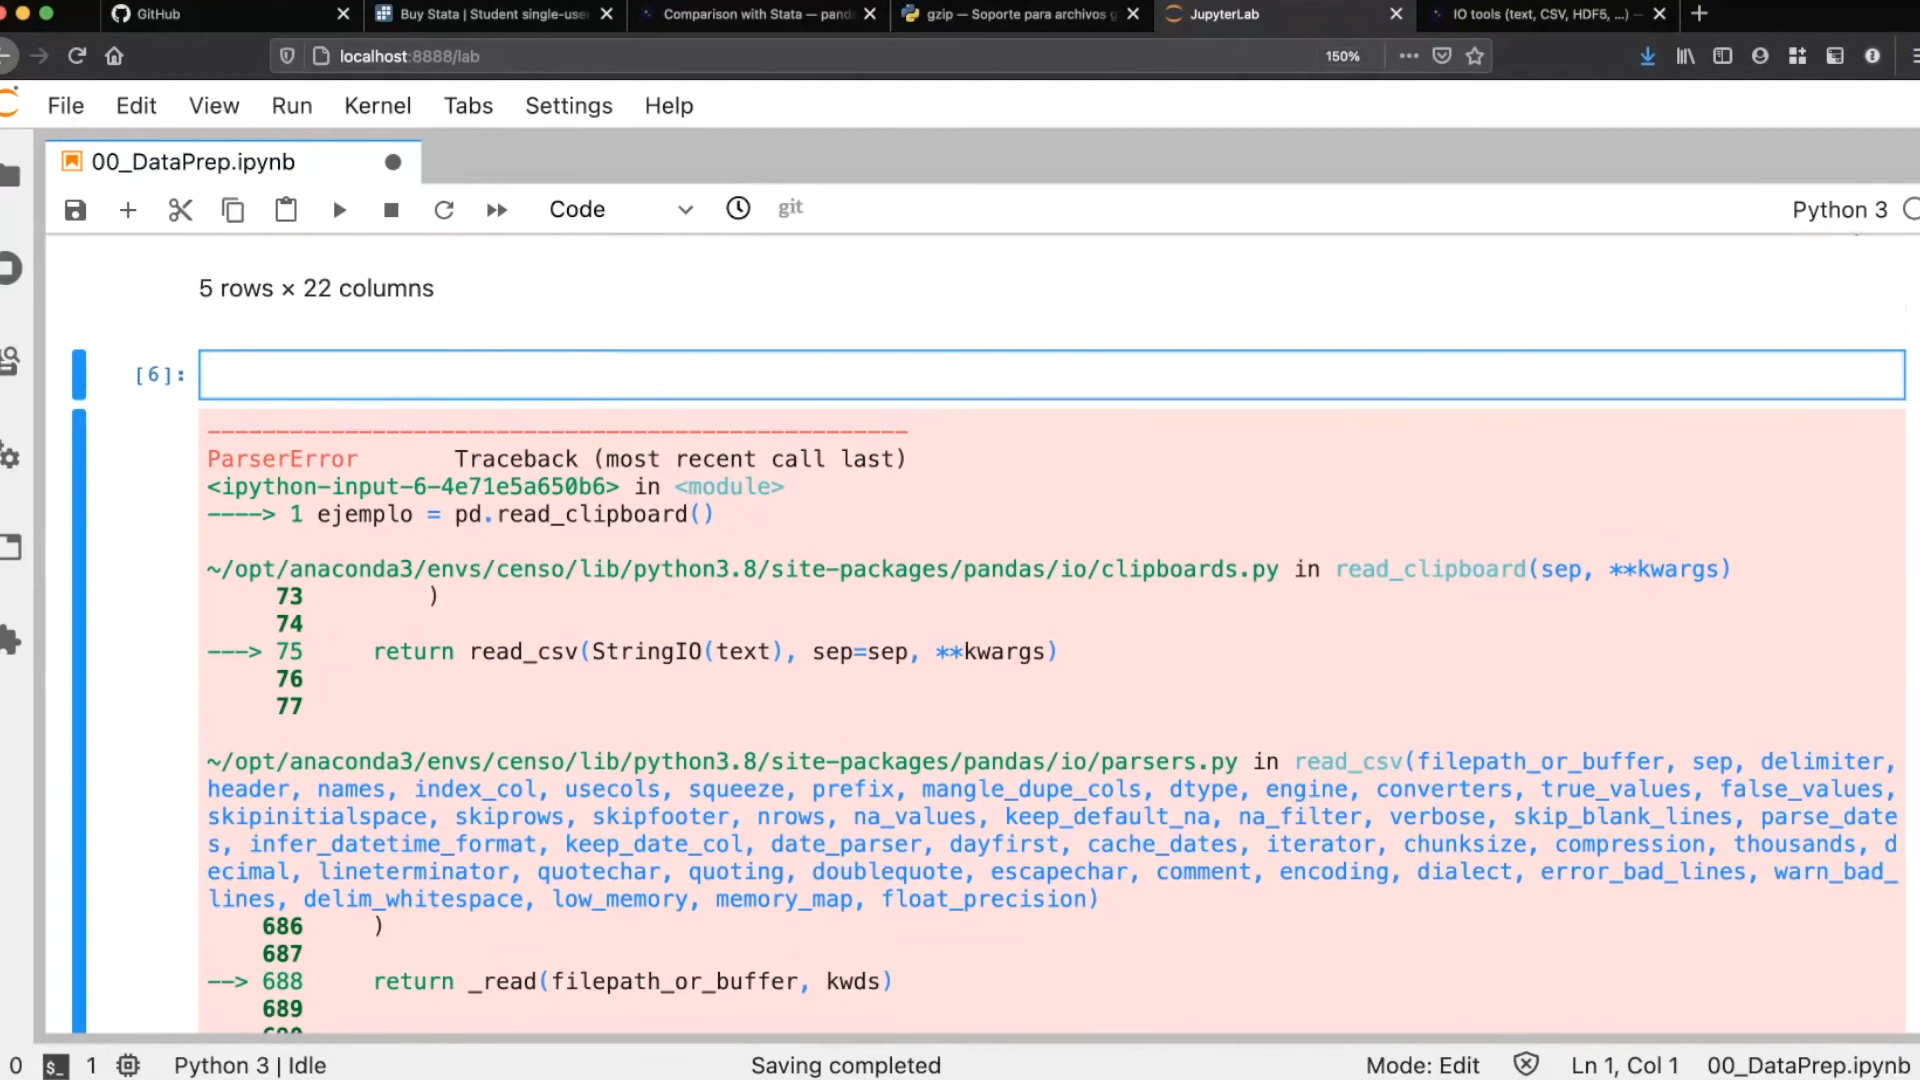 GitHub
Buy Stata | Student single-use
Comparison with Stata — pand
gzip — Soporte para archivos g
JupyterLab
IO tools (text, CSV, HDF5, …) —
localhost:8888/lab
150%
File Edit View Run Kernel Tabs Settings Help
00_DataPrep.ipynb
Code
git
Python 3
5 rows × 22 columns
[6]:
ParserError Traceback (most recent call last)
<ipython-input-6-4e71e5a650b6> in <module>
----> 1 ejemplo = pd.read_clipboard()
~/opt/anaconda3/envs/censo/lib/python3.8/site-packages/pandas/io/clipboards.py in read_clipboard(sep, **kwargs)
73 )
74
---> 75 return read_csv(StringIO(text), sep=sep, **kwargs)
76
77
~/opt/anaconda3/envs/censo/lib/python3.8/site-packages/pandas/io/parsers.py in read_csv(filepath_or_buffer, sep, delimiter,
header, names, index_col, usecols, squeeze, prefix, mangle_dupe_cols, dtype, engine, converters, true_values, false_values,
skipinitialspace, skiprows, skipfooter, nrows, na_values, keep_default_na, na_filter, verbose, skip_blank_lines, parse_date
s, infer_datetime_format, keep_date_col, date_parser, dayfirst, cache_dates, iterator, chunksize, compression, thousands, d
ecimal, lineterminator, quotechar, quoting, doublequote, escapechar, comment, encoding, dialect, error_bad_lines, warn_bad_
lines, delim_whitespace, low_memory, memory_map, float_precision)
686 )
687
--> 688 return _read(filepath_or_buffer, kwds)
689
690
0 $_ 1 Python 3 | Idle Saving completed Mode: Edit Ln 1, Col 1 00_DataPrep.ipynb